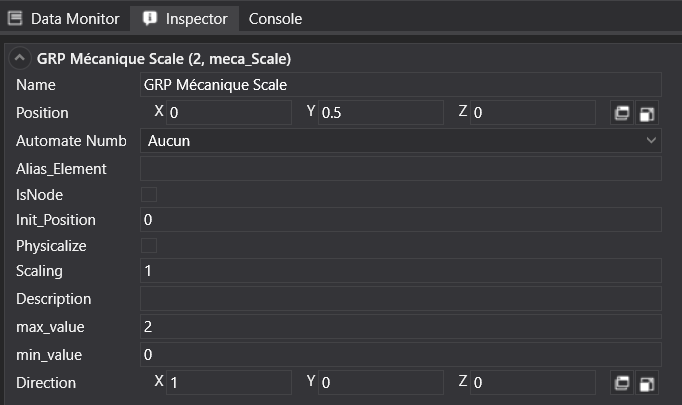 Data Monitor Inspector Console
GRP Mécanique Scale (2, meca_Scale)
Name GRP Mécanique Scale
Position X 0 Y 0.5 Z 0
Automate Numb Aucun
Alias_Element
IsNode
Init_Position 0
Physicalize
Scaling 1
Description
max_value 2
min_value 0
Direction X 1 Y 0 Z 0